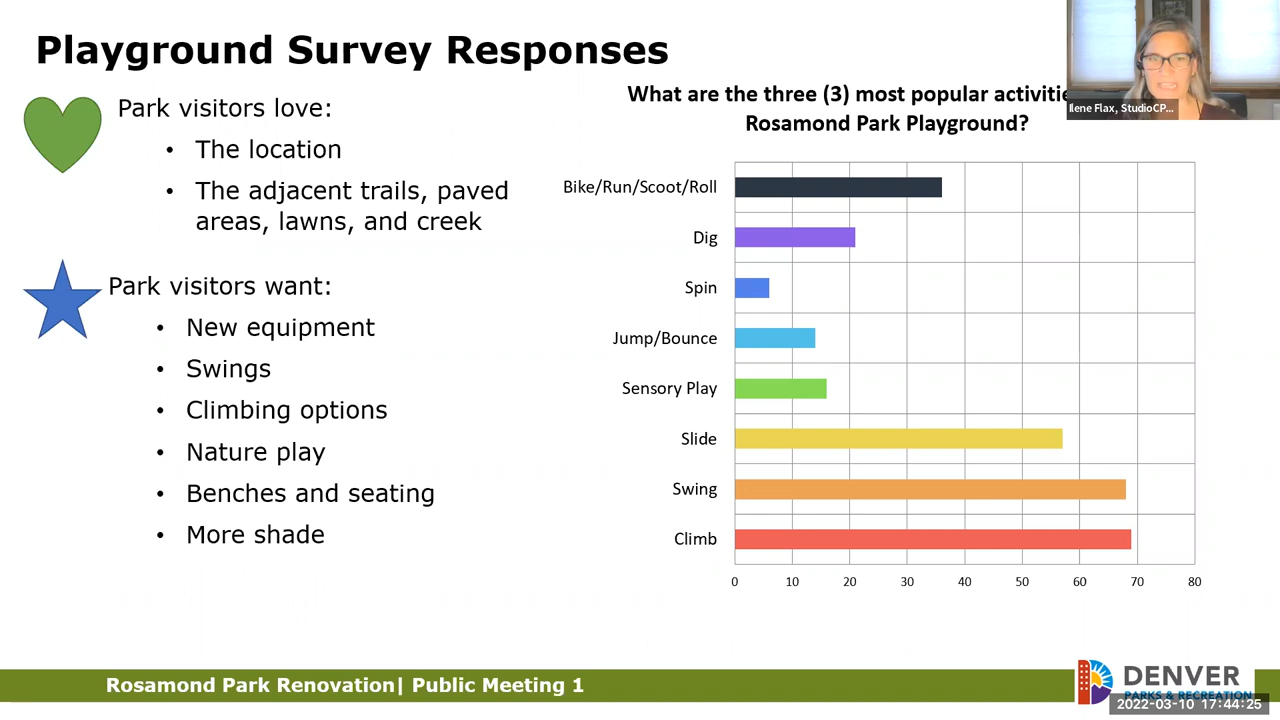 Playground Survey Responses
Park visitors love:
• The location
• The adjacent trails, paved
areas, lawns, and creek
Park visitors want:
• New equipment
• Swings
• Climbing options
• Nature play
• Benches and seating
• More shade
What are the three (3) most popular activitie
Rosamond Park Playground?
Bike/Run/Scoot/Roll
Dig
Spin
Jump/Bounce
Sensory Play
Slide
Swing
Climb
0 10 20 30 40 50 60 70 80
Ilene Flax, StudioCP...
Rosamond Park Renovation| Public Meeting 1
DENVER
PARKS & RECREATION
2022-03-10 17:44:25